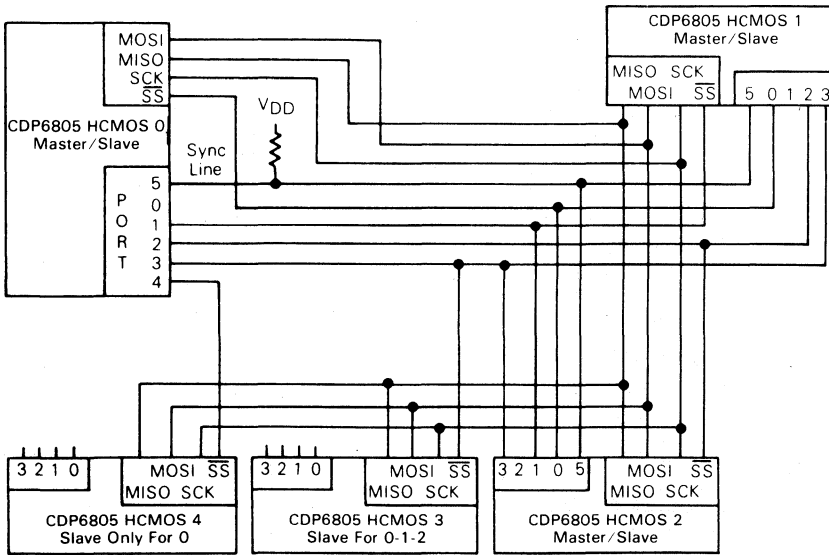 MOSI
MISO
SCK
SS
CDP6805 HCMOS 0
Master/Slave
PORT
5
0
1
2
3
4
Sync
Line
VDD
CDP6805 HCMOS 1
Master/Slave
MISO SCK
MOSI SS
5 0 1 2 3
3 2 1 0
MOSI SS
MISO SCK
CDP6805 HCMOS 4
Slave Only For 0
3 2 1 0
MOSI SS
MISO SCK
CDP6805 HCMOS 3
Slave For 0-1-2
3 2 1 0 5
MOSI SS
MISO SCK
CDP6805 HCMOS 2
Master/Slave